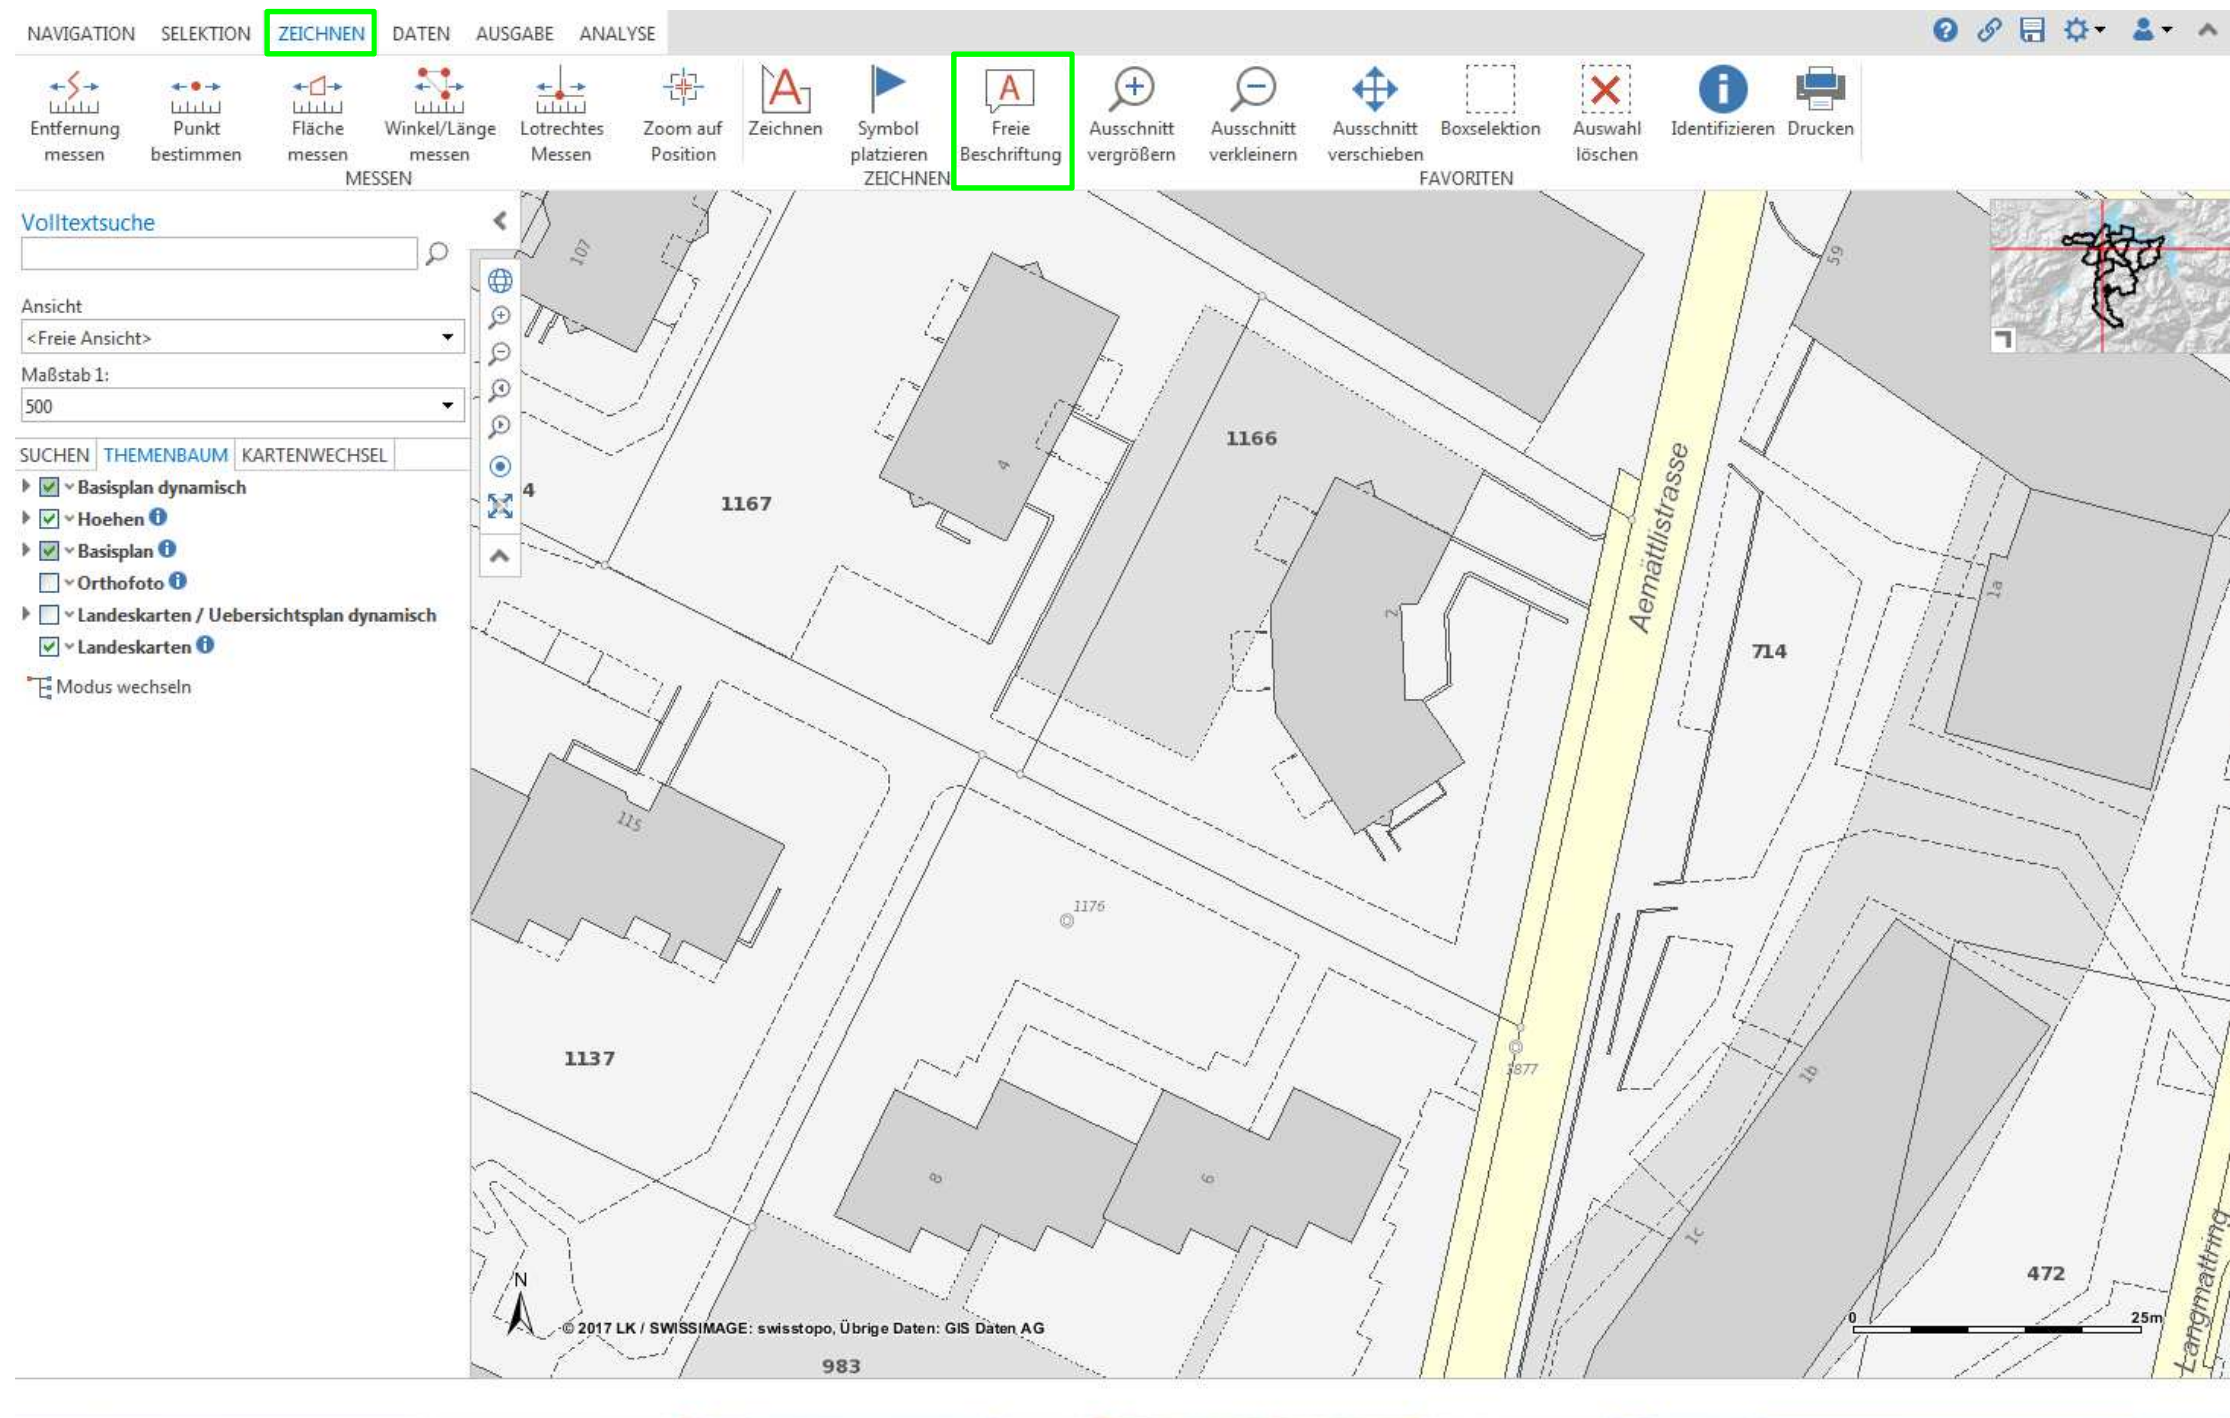 NAVIGATION SELEKTION ZEICHNEN DATEN AUSGABE ANALYSE
Entfernung messen
Punkt bestimmen
Fläche messen
Winkel/Länge messen
Lotrechtes Messen
Zoom auf Position
Zeichnen
Symbol platzieren
Freie Beschriftung
Ausschnitt vergrößern
Ausschnitt verkleinern
Ausschnitt verschieben
Boxselektion
Auswahl löschen
Identifizieren
Drucken
MESSEN ZEICHNEN FAVORITEN
Volltextsuche
Ansicht
<Freie Ansicht>
Maßstab 1:
500
SUCHEN THEMENBAUM KARTENWECHSEL
Basisplan dynamisch
Hoehen
Basisplan
Orthofoto
Landeskarten / Uebersichtsplan dynamisch
Landeskarten
Modus wechseln
107
59
4
1166
4
1167
Aemättlistrasse
2
1a
714
115
1176
1137
1877
1b
8
6
1c
472
Langmattring
N
© 2017 LK / SWISSIMAGE: swisstopo, Übrige Daten: GIS Daten AG
0 25m
983